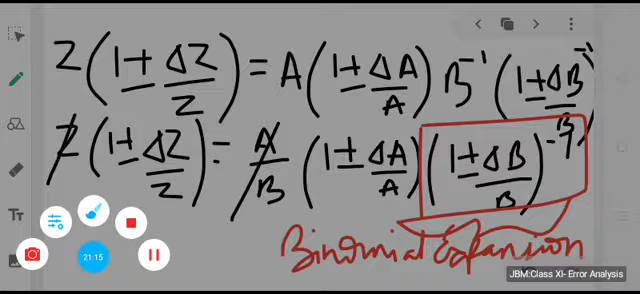 Z(1±ΔZ/Z)=A(1±ΔA/A) B⁻¹(1±ΔB/B)⁻¹
Z(1±ΔZ/Z)=A/B(1±ΔA/A)(1±ΔB/B)⁻¹
Binomial Expansion
Tt
21:15
JBM:Class XI- Error Analysis